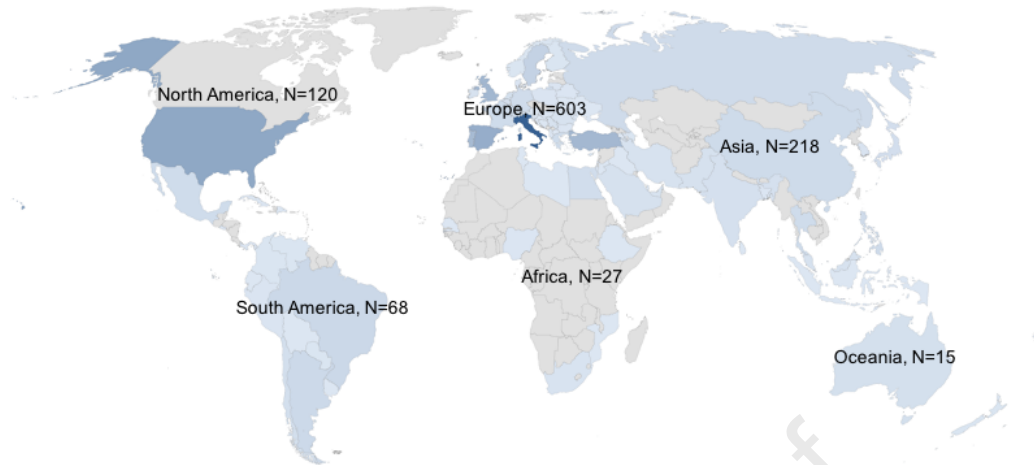 North America, N=120
Europe, N=603
Asia, N=218
Africa, N=27
South America, N=68
Oceania, N=15
f